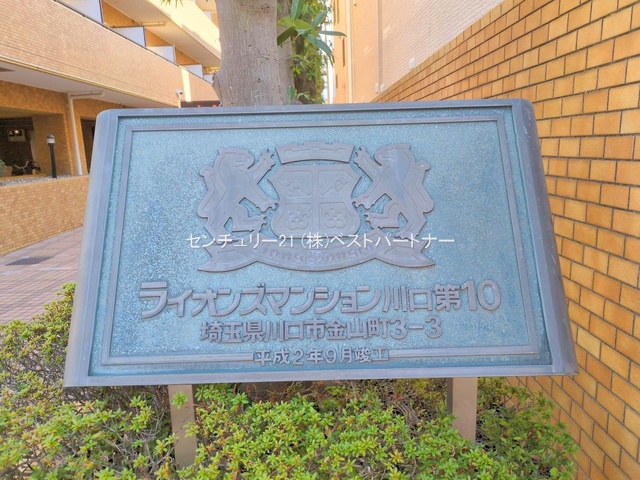 センチュリー21 (株)ベストパートナー
ライオンズマンション川口第10
埼玉県川口市金山町3-3
平成2年9月竣工